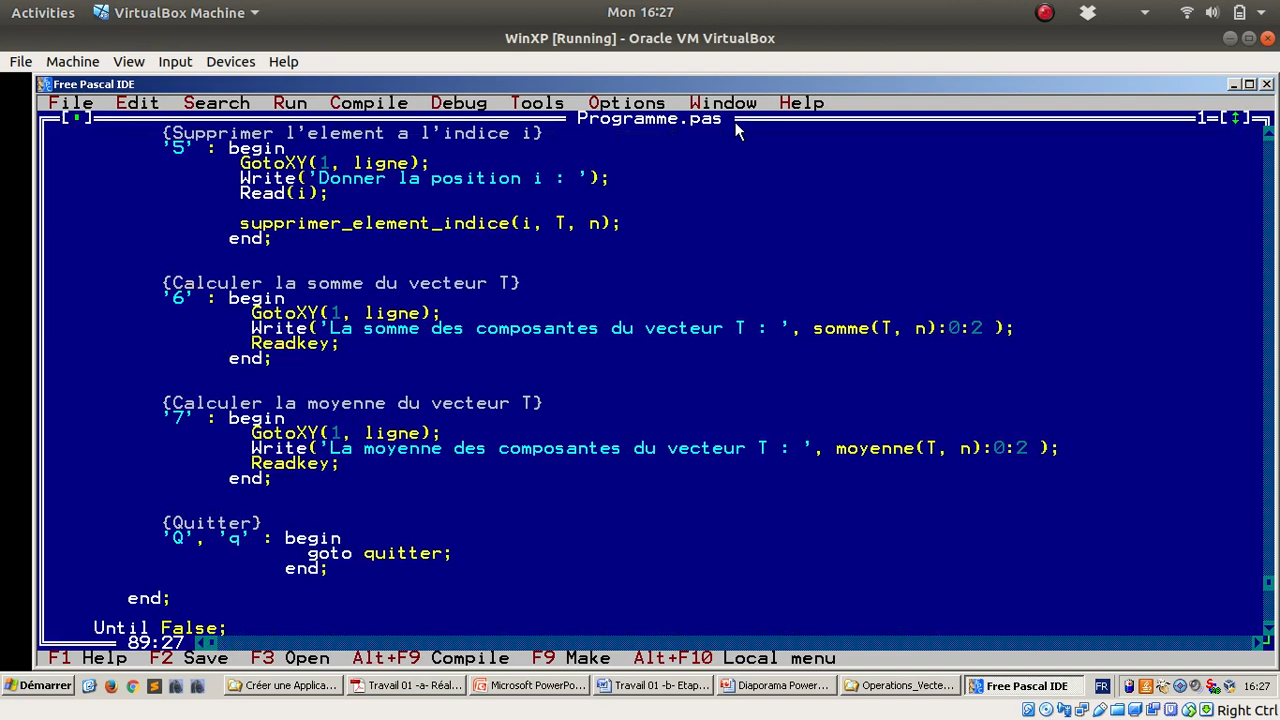 Activities VirtualBox Machine Mon 16:27
WinXP [Running] - Oracle VM VirtualBox
File Machine View Input Devices Help
Free Pascal IDE
File Edit Search Run Compile Debug Tools Options Window Help
Programme.pas 1
{Supprimer l'element a l'indice i}
'5' : begin
GotoXY(1, ligne);
Write('Donner la position i : ');
Read(i);
supprimer_element_indice(i, T, n);
end;
{Calculer la somme du vecteur T}
'6' : begin
GotoXY(1, ligne);
Write('La somme des composantes du vecteur T : ', somme(T, n):0:2 );
Readkey;
end;
{Calculer la moyenne du vecteur T}
'7' : begin
GotoXY(1, ligne);
Write('La moyenne des composantes du vecteur T : ', moyenne(T, n):0:2 );
Readkey;
end;
{Quitter}
'Q', 'q' : begin
goto quitter;
end;
end;
Until False;
89:27
F1 Help F2 Save F3 Open Alt+F9 Compile F9 Make Alt+F10 Local menu
Démarrer Créer une Applica... Travail 01 -a- Réal... Microsoft PowerPo... Travail 01 -b- Etap... Diaporama Power... Operations_Vecte... Free Pascal IDE FR 16:27
Right Ctrl